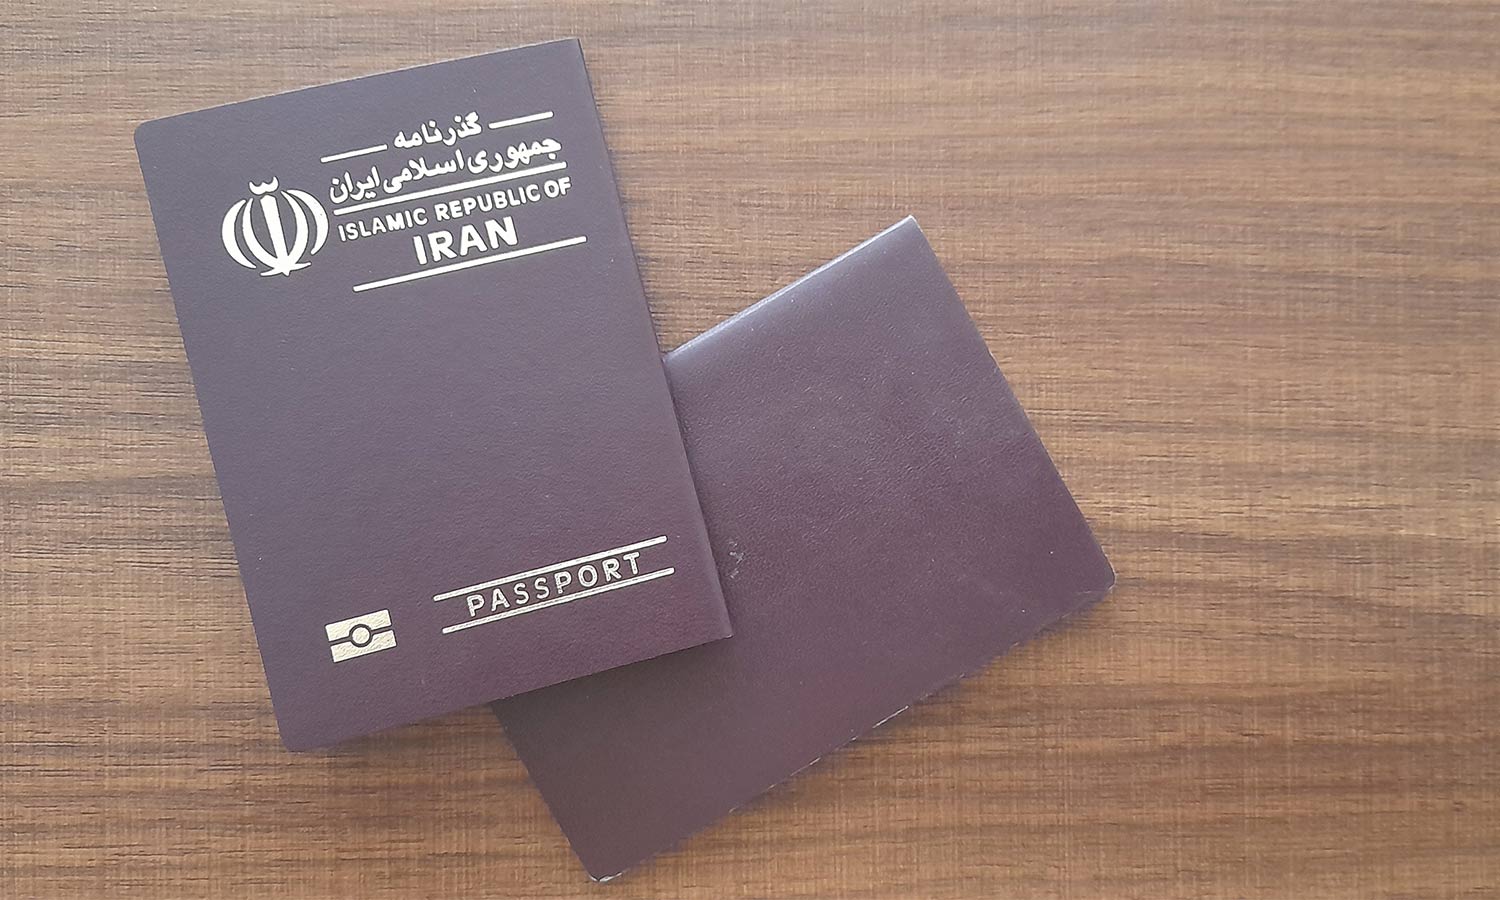 گذرنامه
جمهوری اسلامی ایران
ISLAMIC REPUBLIC OF
IRAN
PASSPORT